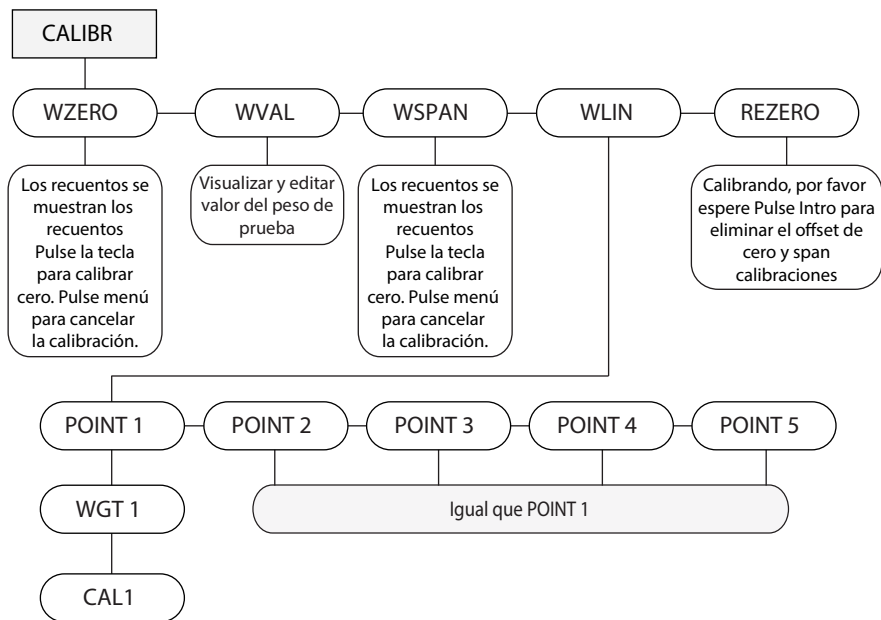 CALIBR
WZERO
WVAL
WSPAN
WLIN
REZERO
Los recuentos se
muestran los
recuentos
Pulse la tecla
para calibrar
cero. Pulse menú
para cancelar
la calibración.
Visualizar y editar
valor del peso de
prueba
Los recuentos se
muestran los
recuentos
Pulse la tecla
para calibrar
cero. Pulse menú
para cancelar
la calibración.
Calibrando, por favor
espere Pulse Intro para
eliminar el offset de
cero y span
calibraciones
POINT 1
POINT 2
POINT 3
POINT 4
POINT 5
WGT 1
Igual que POINT 1
CAL1